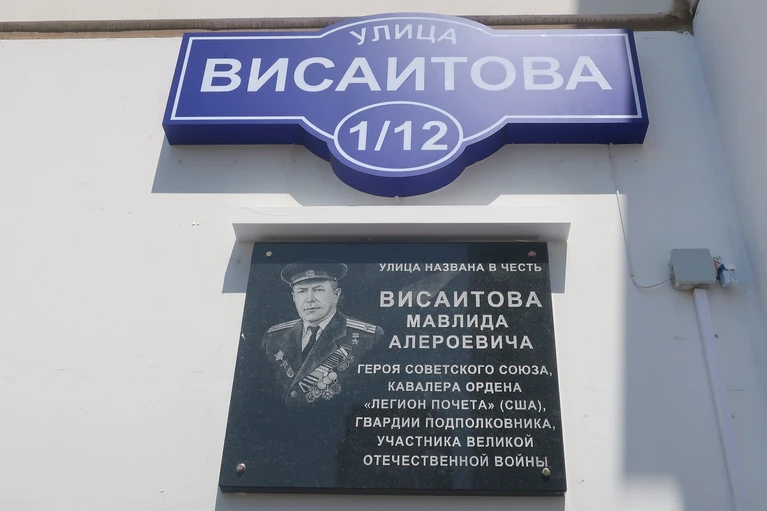 УЛИЦА
ВИСАИТОВА
1/12
УЛИЦА НАЗВАНА В ЧЕСТЬ
ВИСАИТОВА
МАВЛИДА
АЛЕРОЕВИЧА
ГЕРОЯ СОВЕТСКОГО СОЮЗА,
КАВАЛЕРА ОРДЕНА
«ЛЕГИОН ПОЧЕТА» (США),
ГВАРДИИ ПОДПОЛКОВНИКА,
УЧАСТНИКА ВЕЛИКОЙ
ОТЕЧЕСТВЕННОЙ ВОЙНЫ